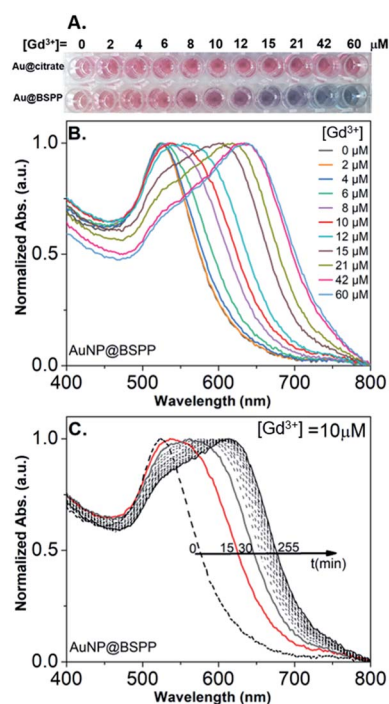 A.
[Gd³⁺]= 0 2 4 6 8 10 12 15 21 42 60 μM
Au@citrate
Au@BSPP
B.
[Gd³⁺]
0 μM
2 μM
4 μM
6 μM
8 μM
10 μM
12 μM
15 μM
21 μM
42 μM
60 μM
1.0
0.5
0.0
Normalized Abs. (a.u.)
AuNP@BSPP
400 500 600 700 800
Wavelength (nm)
C.
[Gd³⁺] =10μM
1.0
0.5
0.0
Normalized Abs. (a.u.)
0 15 30 255
t(min)
AuNP@BSPP
400 500 600 700 800
Wavelength (nm)